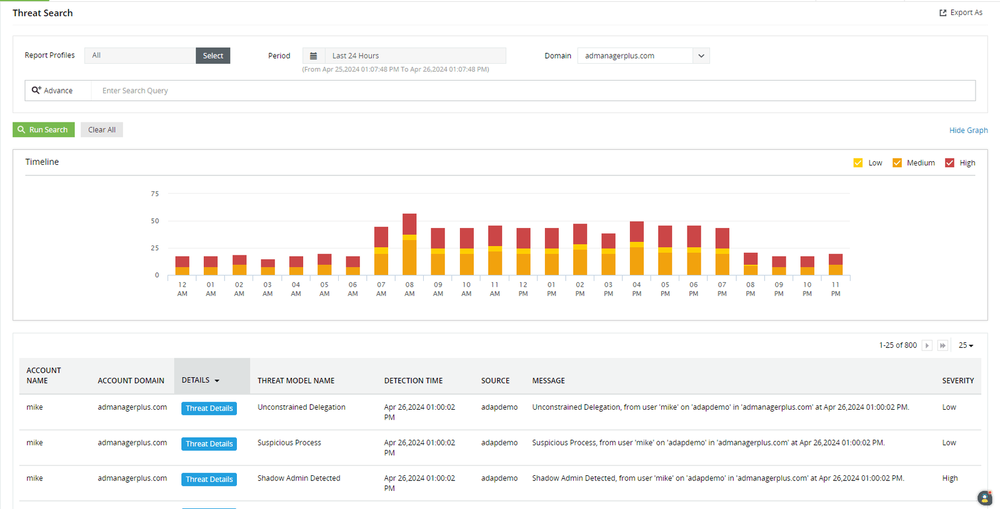 Threat Search
Export As
Report Profiles All Select Period Last 24 Hours Domain admanagerplus.com
(From Apr 25,2024 01:07:48 PM To Apr 26,2024 01:07:48 PM)
Advance Enter Search Query
Run Search Clear All Hide Graph
Timeline Low Medium High
75
50
25
0
12 AM 01 AM 02 AM 03 AM 04 AM 05 AM 06 AM 07 AM 08 AM 09 AM 10 AM 11 AM 12 PM 01 PM 02 PM 03 PM 04 PM 05 PM 06 PM 07 PM 08 PM 09 PM 10 PM 11 PM
1-25 of 800 25
ACCOUNT NAME ACCOUNT DOMAIN DETAILS THREAT MODEL NAME DETECTION TIME SOURCE MESSAGE SEVERITY
mike admanagerplus.com Threat Details Unconstrained Delegation Apr 26,2024 01:00:02 PM adapdemo Unconstrained Delegation, from user 'mike' on 'adapdemo' in 'admanagerplus.com' at Apr 26,2024 01:00:02 PM. Low
mike admanagerplus.com Threat Details Suspicious Process Apr 26,2024 01:00:02 PM adapdemo Suspicious Process, from user 'mike' on 'adapdemo' in 'admanagerplus.com' at Apr 26,2024 01:00:02 PM. Low
mike admanagerplus.com Threat Details Shadow Admin Detected Apr 26,2024 01:00:02 PM adapdemo Shadow Admin Detected, from user 'mike' on 'adapdemo' in 'admanagerplus.com' at Apr 26,2024 01:00:02 PM. High